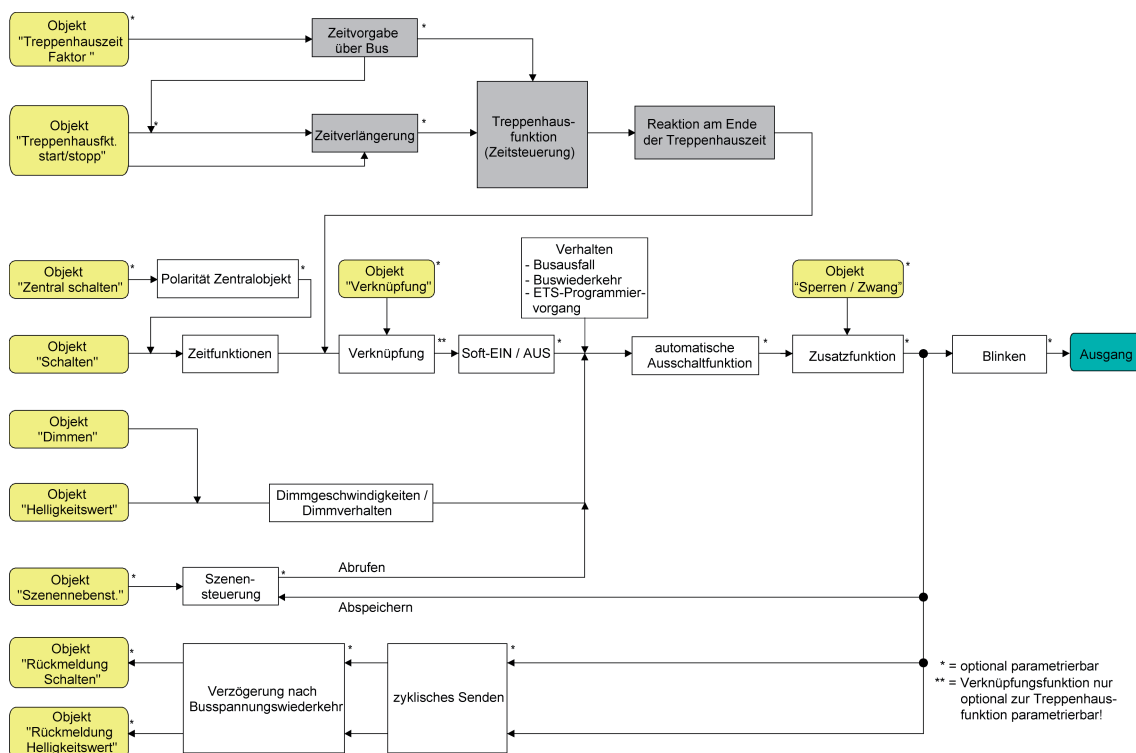 Objekt
"Treppenhauszeit
Faktor "
*
Zeitvorgabe
über Bus
*
Objekt
"Treppenhausfkt.
start/stopp"
*
Zeitverlängerung
*
Treppenhaus-
funktion
(Zeitsteuerung)
Reaktion am Ende
der Treppenhauszeit
Objekt
"Zentral schalten"
*
Polarität Zentralobjekt
*
Objekt
"Verknüpfung"
*
Verhalten
- Busausfall
- Buswiederkehr
- ETS-Programmier-
vorgang
Objekt
“Sperren / Zwang”
*
Objekt
"Schalten"
Zeitfunktionen
Verknüpfung
**
Soft-EIN / AUS
*
automatische
Ausschaltfunktion
*
Zusatzfunktion
*
Blinken
*
Ausgang
Objekt
"Dimmen"
Objekt
"Helligkeitswert"
Dimmgeschwindigkeiten /
Dimmverhalten
Objekt
"Szenennebenst."
*
Szenen-
steuerung
*
Abrufen
Abspeichern
Objekt
"Rückmeldung
Schalten"
*
Verzögerung nach
Busspannungswiederkehr
*
zyklisches Senden
*
Objekt
"Rückmeldung
Helligkeitswert"
*
* = optional parametrierbar
** = Verknüpfungsfunktion nur
optional zur Treppenhaus-
funktion parametrierbar!